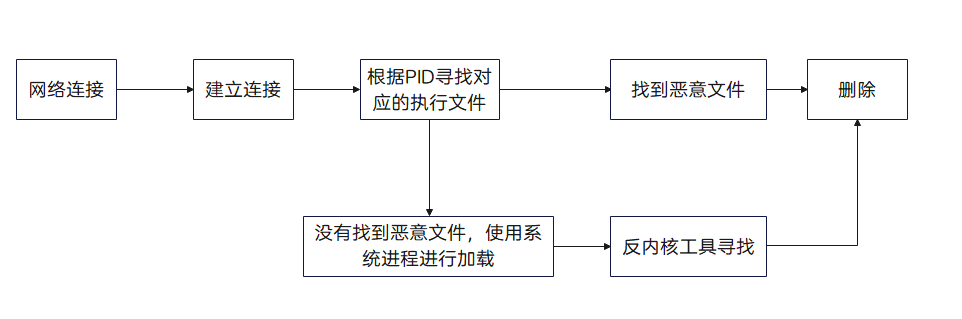 网络连接
建立连接
根据PID寻找对
应的执行文件
找到恶意文件
删除
没有找到恶意文件，使用系
统进程进行加载
反内核工具寻找